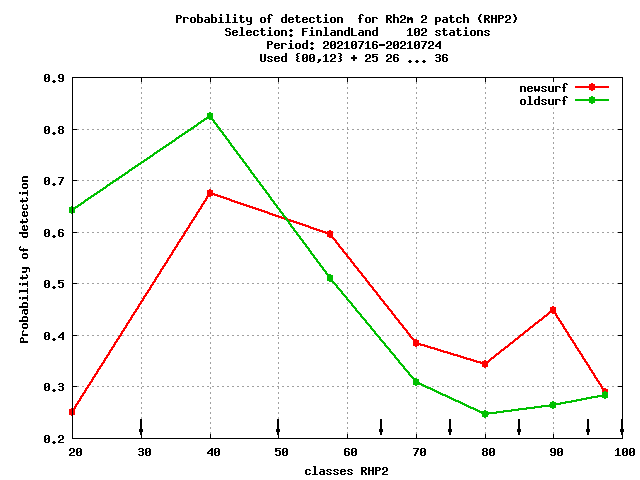 Probability of detection  for Rh2m 2 patch (RHP2)
Selection: FinlandLand    102 stations
Period: 20210716-20210724
Used {00,12} + 25 26 ... 36
newsurf
oldsurf
Probability of detection
0.9
0.8
0.7
0.6
0.5
0.4
0.3
0.2
20 30 40 50 60 70 80 90 100
classes RHP2